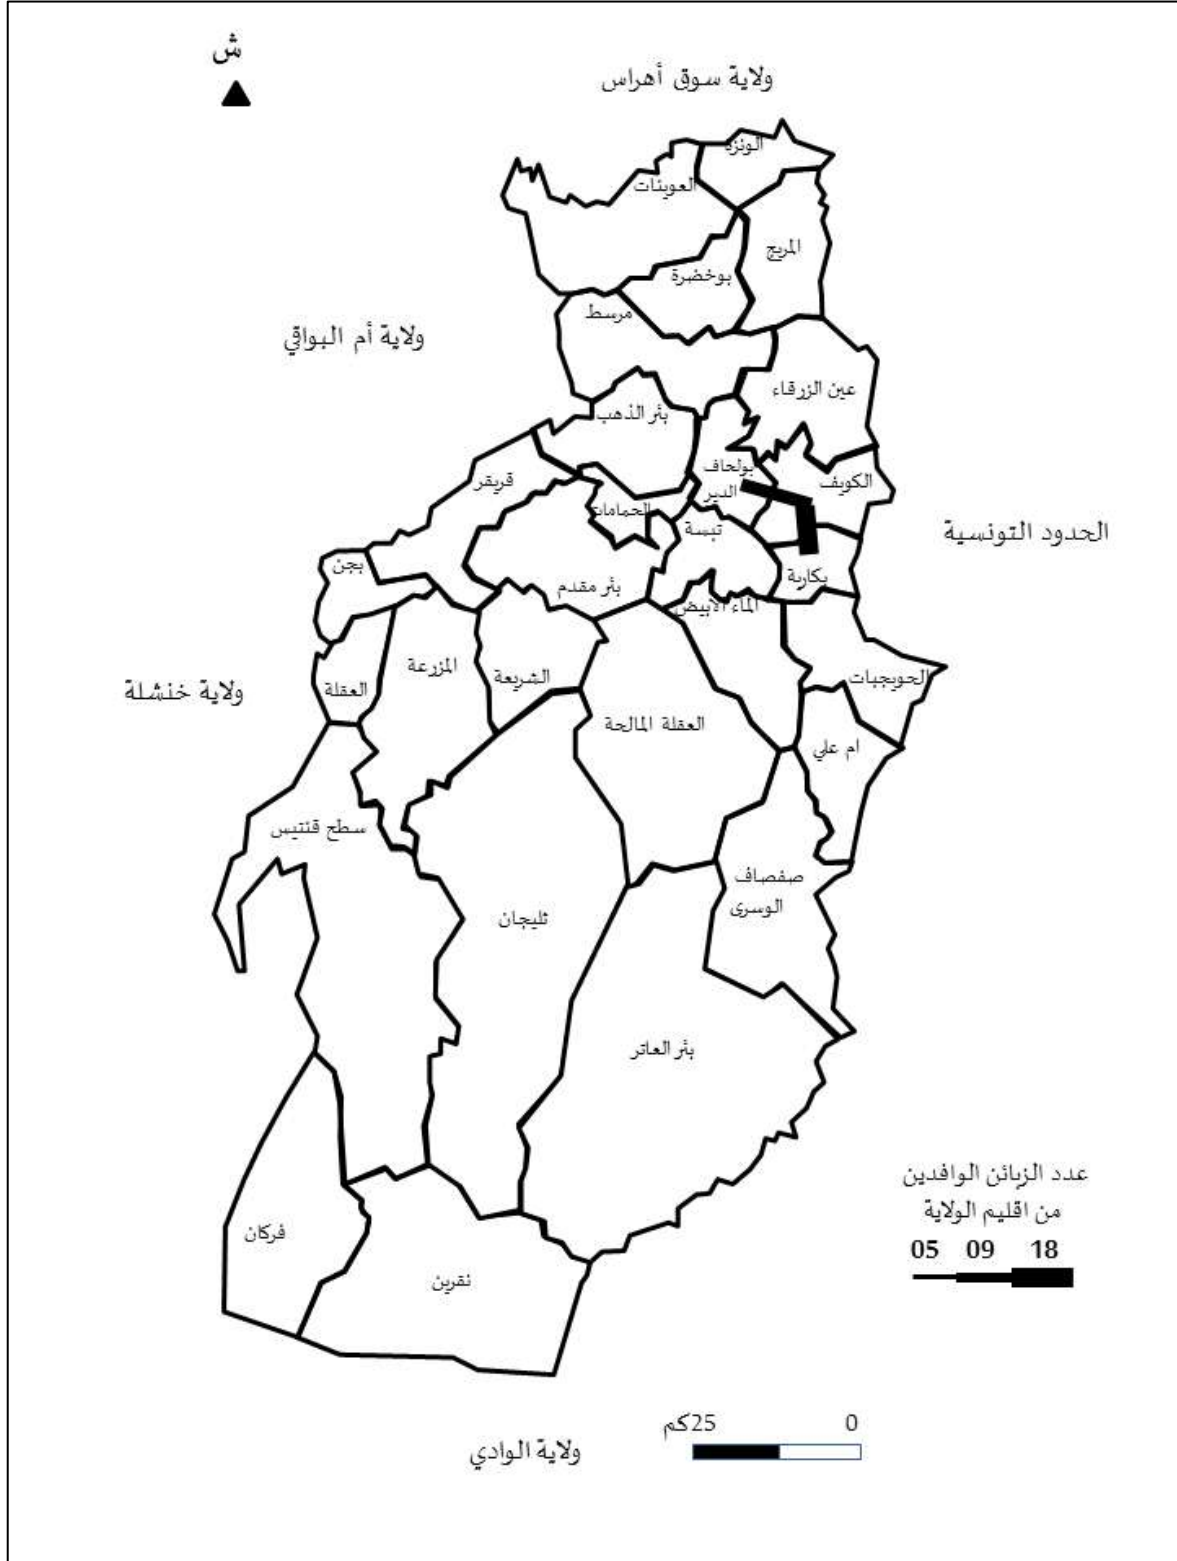 ش
ولاية سوق أهراس
الونزة
العوينات
المريج
بوخضرة
مرسط
ولاية أم البواقي
عين الزرقاء
بئر الذهب
بولحاف
الدير
الكويف
قريقر
الحمامات
تبسة
الحدود التونسية
بجن
بئر مقدم
بكارية
الماء الأبيض
المزرعة
الشريعة
العقلة
الحويجبات
ولاية خنشلة
العقلة المالحة
ام علي
سطح قنتيس
صفصاف
الوسرى
ثليجان
بئر العاتر
عدد الزبائن الوافدين
من اقليم الولاية
05 09 18
فركان
نقرين
25كم 0
ولاية الوادي